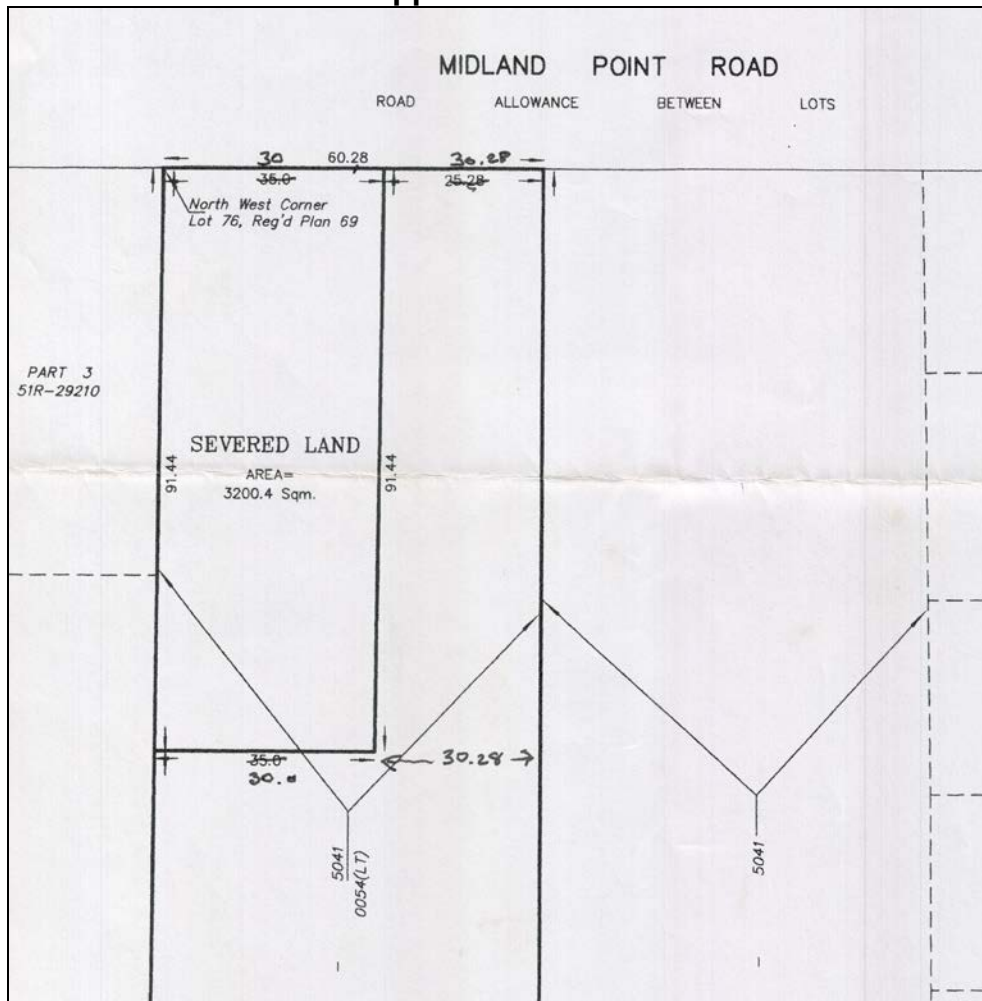 MIDLAND POINT ROAD
ROAD ALLOWANCE BETWEEN LOTS
30 60.28 30.28
35.0 25.28
North West Corner
Lot 76, Reg'd Plan 69
PART 3
51R-29210
SEVERED LAND
AREA=
3200.4 Sqm.
91.44
91.44
35.0 30.28
30.0
5041
0054(LT)
5041